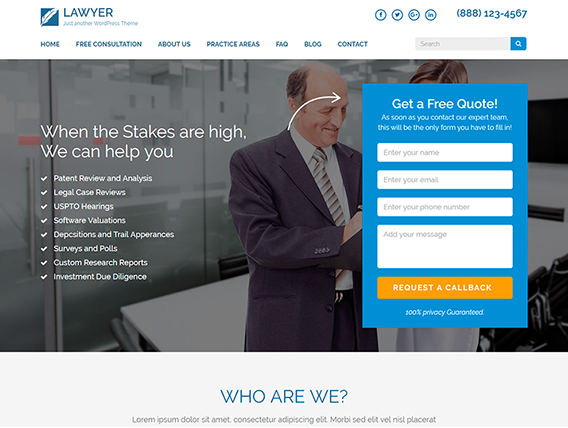 LAWYER
Just another WordPress Theme
(888) 123-4567
HOME FREE CONSULTATION ABOUT US PRACTICE AREAS FAQ BLOG CONTACT
Search
When the Stakes are high,
We can help you
Patent Review and Analysis
Legal Case Reviews
USPTO Hearings
Software Valuations
Depcsitions and Trail Apperances
Surveys and Polls
Custom Research Reports
Investment Due Diligence
Get a Free Quote!
As soon as you contact our expert team,
this will be the only form you have to fill in!
Enter your name
Enter your email
Enter your phone number
Add your message
REQUEST A CALLBACK
100% privacy Guaranteed.
WHO ARE WE?
Lorem ipsum dolor sit amet, consectetur adipiscing elit. Morbi sed elit vel nisl placerat